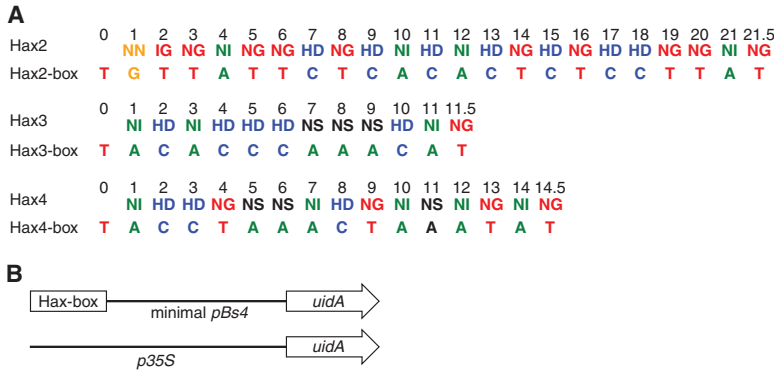 A
0 1 2 3 4 5 6 7 8 9 10 11 12 13 14 15 16 17 18 19 20 21 21.5
Hax2 NN IG NG NI NG NG HD NG HD NI HD NI HD NG HD NG HD HD NG NG NI NG
Hax2-box T G T T A T T C T C A C A C T C T C C T T A T
0 1 2 3 4 5 6 7 8 9 10 11 11.5
Hax3 NI HD NI HD HD HD NS NS NS HD NI NG
Hax3-box T A C A C C C A A A C A T
0 1 2 3 4 5 6 7 8 9 10 11 12 13 14 14.5
Hax4 NI HD HD NG NS NS NI HD NG NI NS NI NG NI NG
Hax4-box T A C C T A A A C T A A A T A T
B
Hax-box minimal pBs4 uidA
p35S uidA